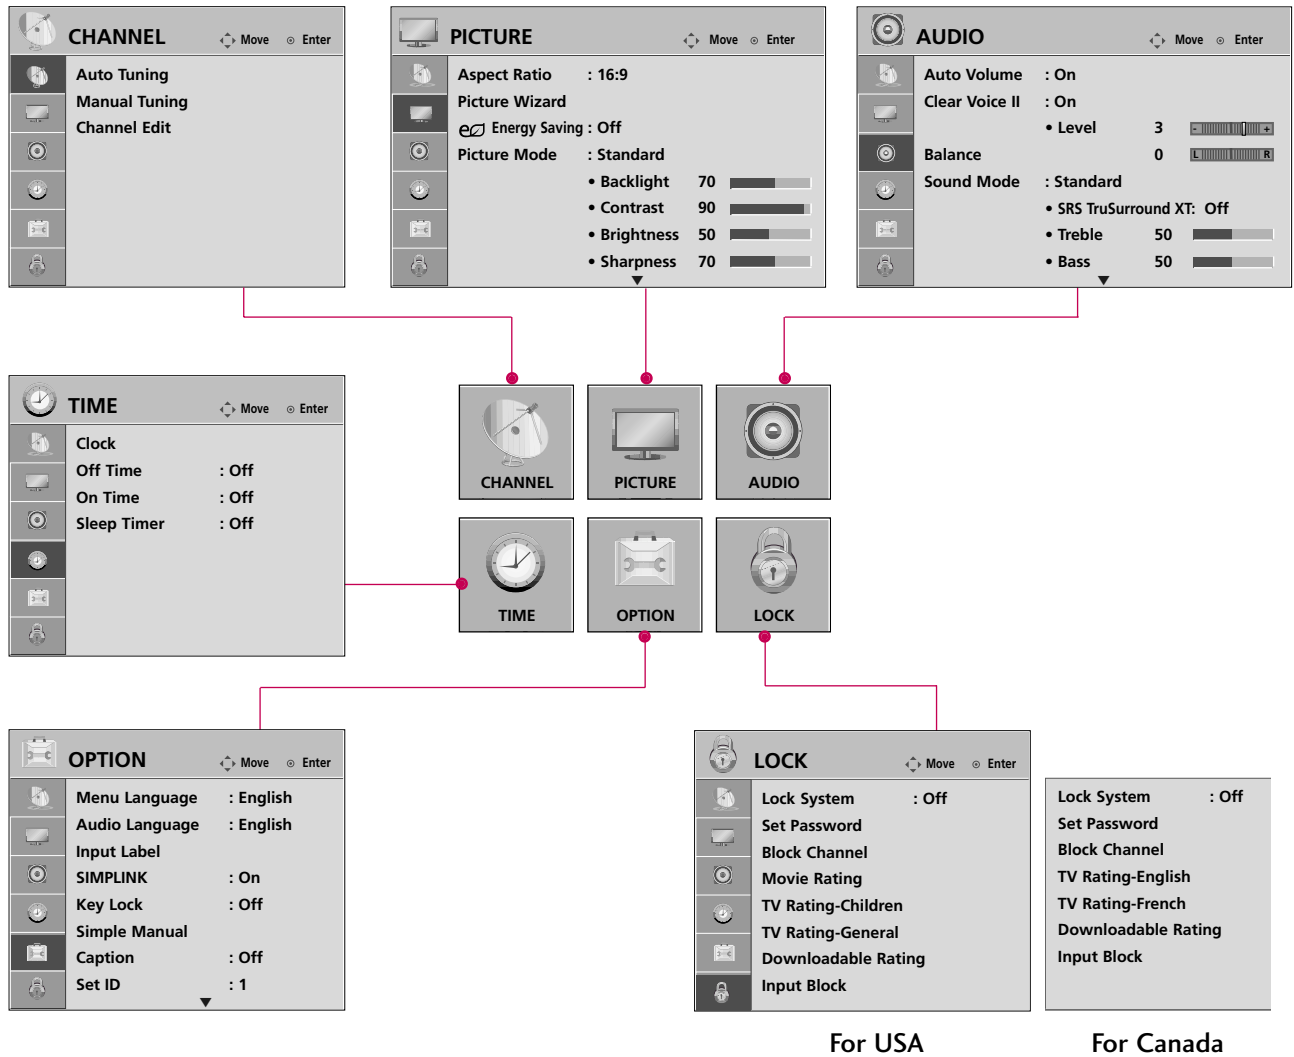 CHANNEL Move Enter
Auto Tuning
Manual Tuning
Channel Edit
PICTURE Move Enter
Aspect Ratio : 16:9
Picture Wizard
Energy Saving : Off
Picture Mode : Standard
• Backlight 70
• Contrast 90
• Brightness 50
• Sharpness 70
AUDIO Move Enter
Auto Volume : On
Clear Voice II : On
• Level 3 - +
Balance 0 L R
Sound Mode : Standard
• SRS TruSurround XT: Off
• Treble 50
• Bass 50
TIME Move Enter
Clock
Off Time : Off
On Time : Off
Sleep Timer : Off
CHANNEL
PICTURE
AUDIO
TIME
OPTION
LOCK
OPTION Move Enter
Menu Language : English
Audio Language : English
Input Label
SIMPLINK : On
Key Lock : Off
Simple Manual
Caption : Off
Set ID : 1
LOCK Move Enter
Lock System : Off
Set Password
Block Channel
Movie Rating
TV Rating-Children
TV Rating-General
Downloadable Rating
Input Block
For USA
Lock System : Off
Set Password
Block Channel
TV Rating-English
TV Rating-French
Downloadable Rating
Input Block
For Canada